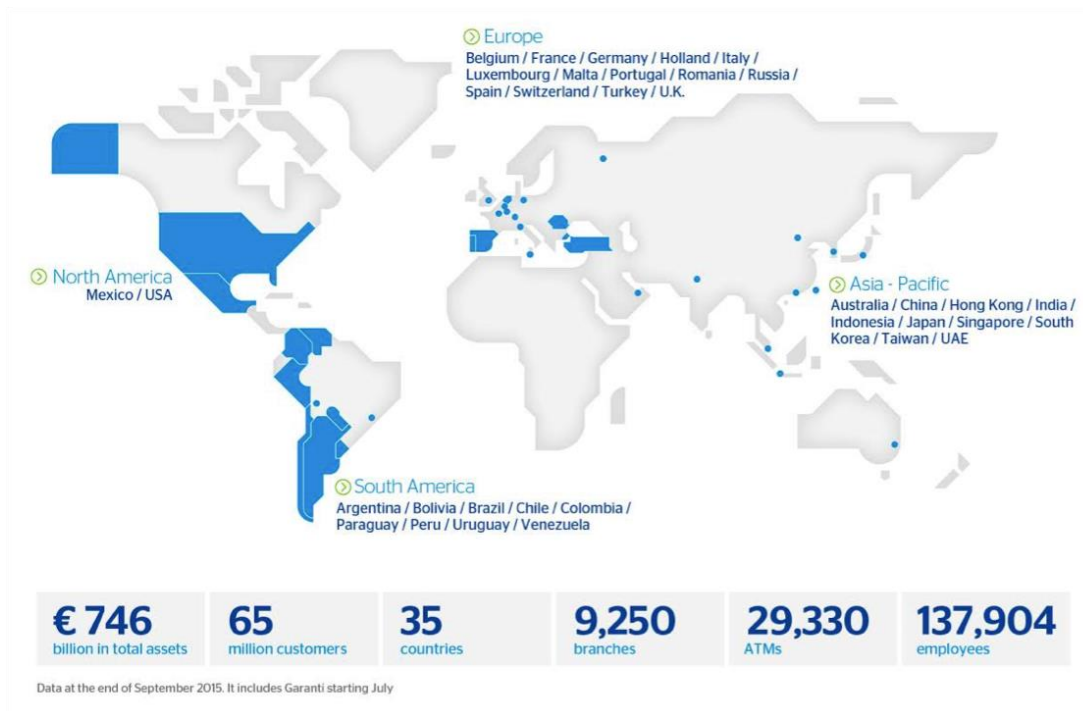 Europe
Belgium / France / Germany / Holland / Italy /
Luxembourg / Malta / Portugal / Romania / Russia /
Spain / Switzerland / Turkey / U.K.
North America
Mexico / USA
Asia - Pacific
Australia / China / Hong Kong / India /
Indonesia / Japan / Singapore / South
Korea / Taiwan / UAE
South America
Argentina / Bolivia / Brazil / Chile / Colombia /
Paraguay / Peru / Uruguay / Venezuela
€ 746
billion in total assets
65
million customers
35
countries
9,250
branches
29,330
ATMs
137,904
employees
Data at the end of September 2015. It includes Garanti starting July